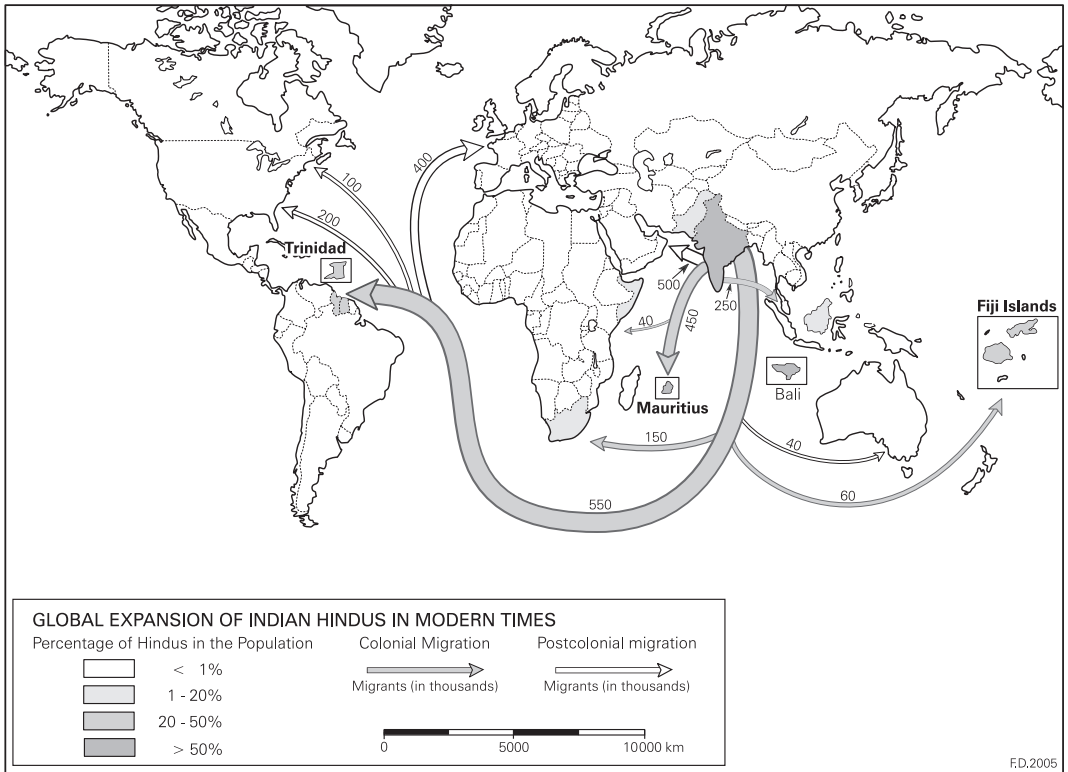 400
100
200
Trinidad
500
250
40
450
Fiji Islands
Mauritius
Bali
150
40
60
550
GLOBAL EXPANSION OF INDIAN HINDUS IN MODERN TIMES
Percentage of Hindus in the Population
< 1%
1 - 20%
20 - 50%
> 50%
Colonial Migration
Migrants (in thousands)
Postcolonial migration
Migrants (in thousands)
0 5000 10000 km
F.D.2005